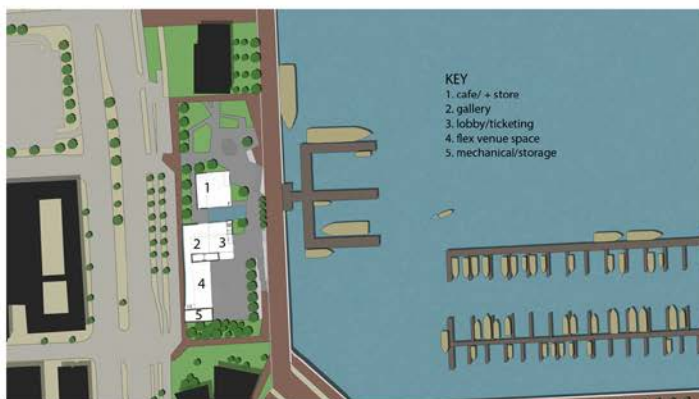 KEY
1. cafe/ + store
2. gallery
3. lobby/ticketing
4. flex venue space
5. mechanical/storage
1
2
3
4
5